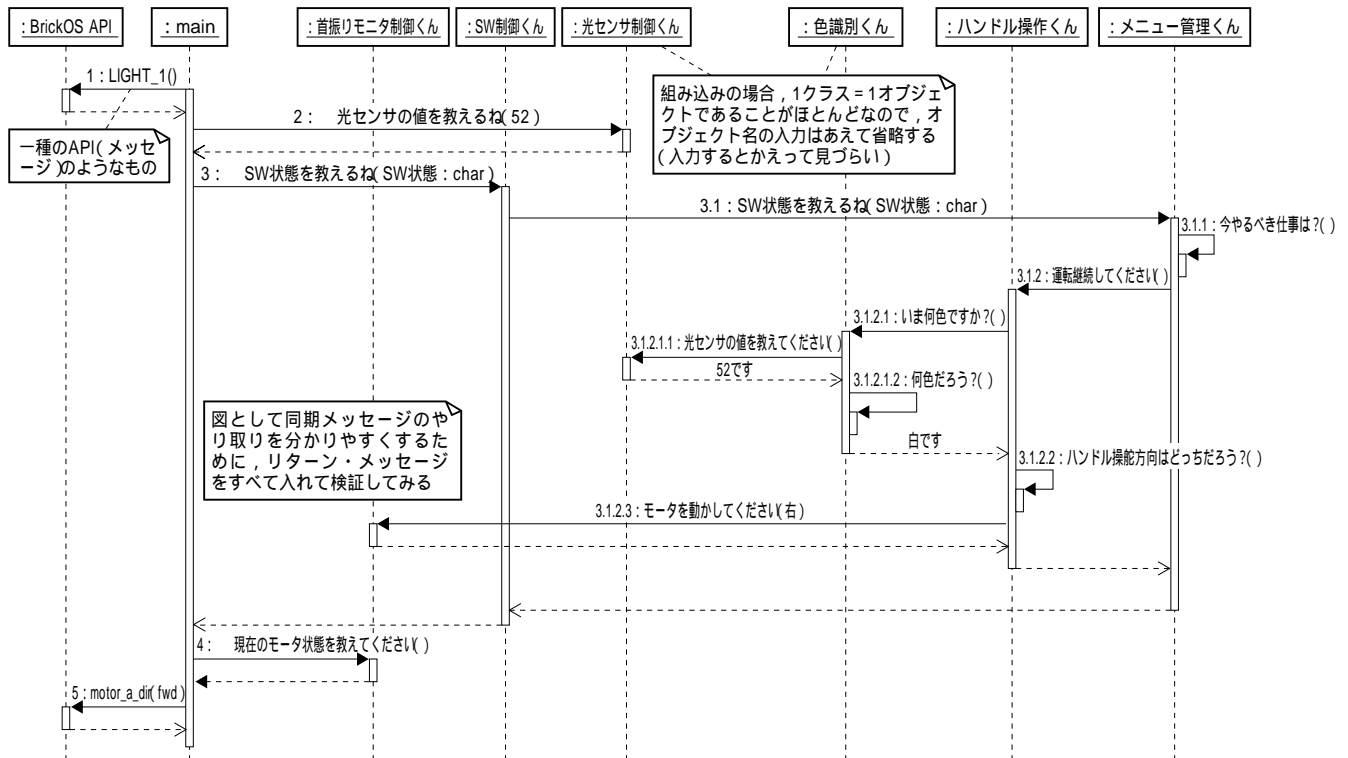 : BrickOS API
: main
: 首振りモニタ制御くん
: SW制御くん
: 光センサ制御くん
: 色識別くん
: ハンドル操作くん
: メニュー管理くん
1 : LIGHT_1()
一種のAPI(メッセ
ージ)のようなもの
2 : 光センサの値を教えるね(52)
組み込みの場合，1クラス＝1オブジェ
クトであることがほとんどなので，オ
ブジェクト名の入力はあえて省略する
(入力するとかえって見づらい)
3 : SW状態を教えるね(SW状態：char)
3.1 : SW状態を教えるね(SW状態：char)
3.1.1 : 今やるべき仕事は?()
3.1.2 : 運転継続してください()
3.1.2.1 : いま何色ですか?()
3.1.2.1.1 : 光センサの値を教えてください()
52です
3.1.2.1.2 : 何色だろう?()
図として同期メッセージのや
り取りを分かりやすくするた
めに，リターン・メッセージ
をすべて入れて検証してみる
白です
3.1.2.2 : ハンドル操舵方向はどっちだろう?()
3.1.2.3 : モータを動かしてください(右)
4 : 現在のモータ状態を教えてください()
5 : motor_a_dir(fwd)